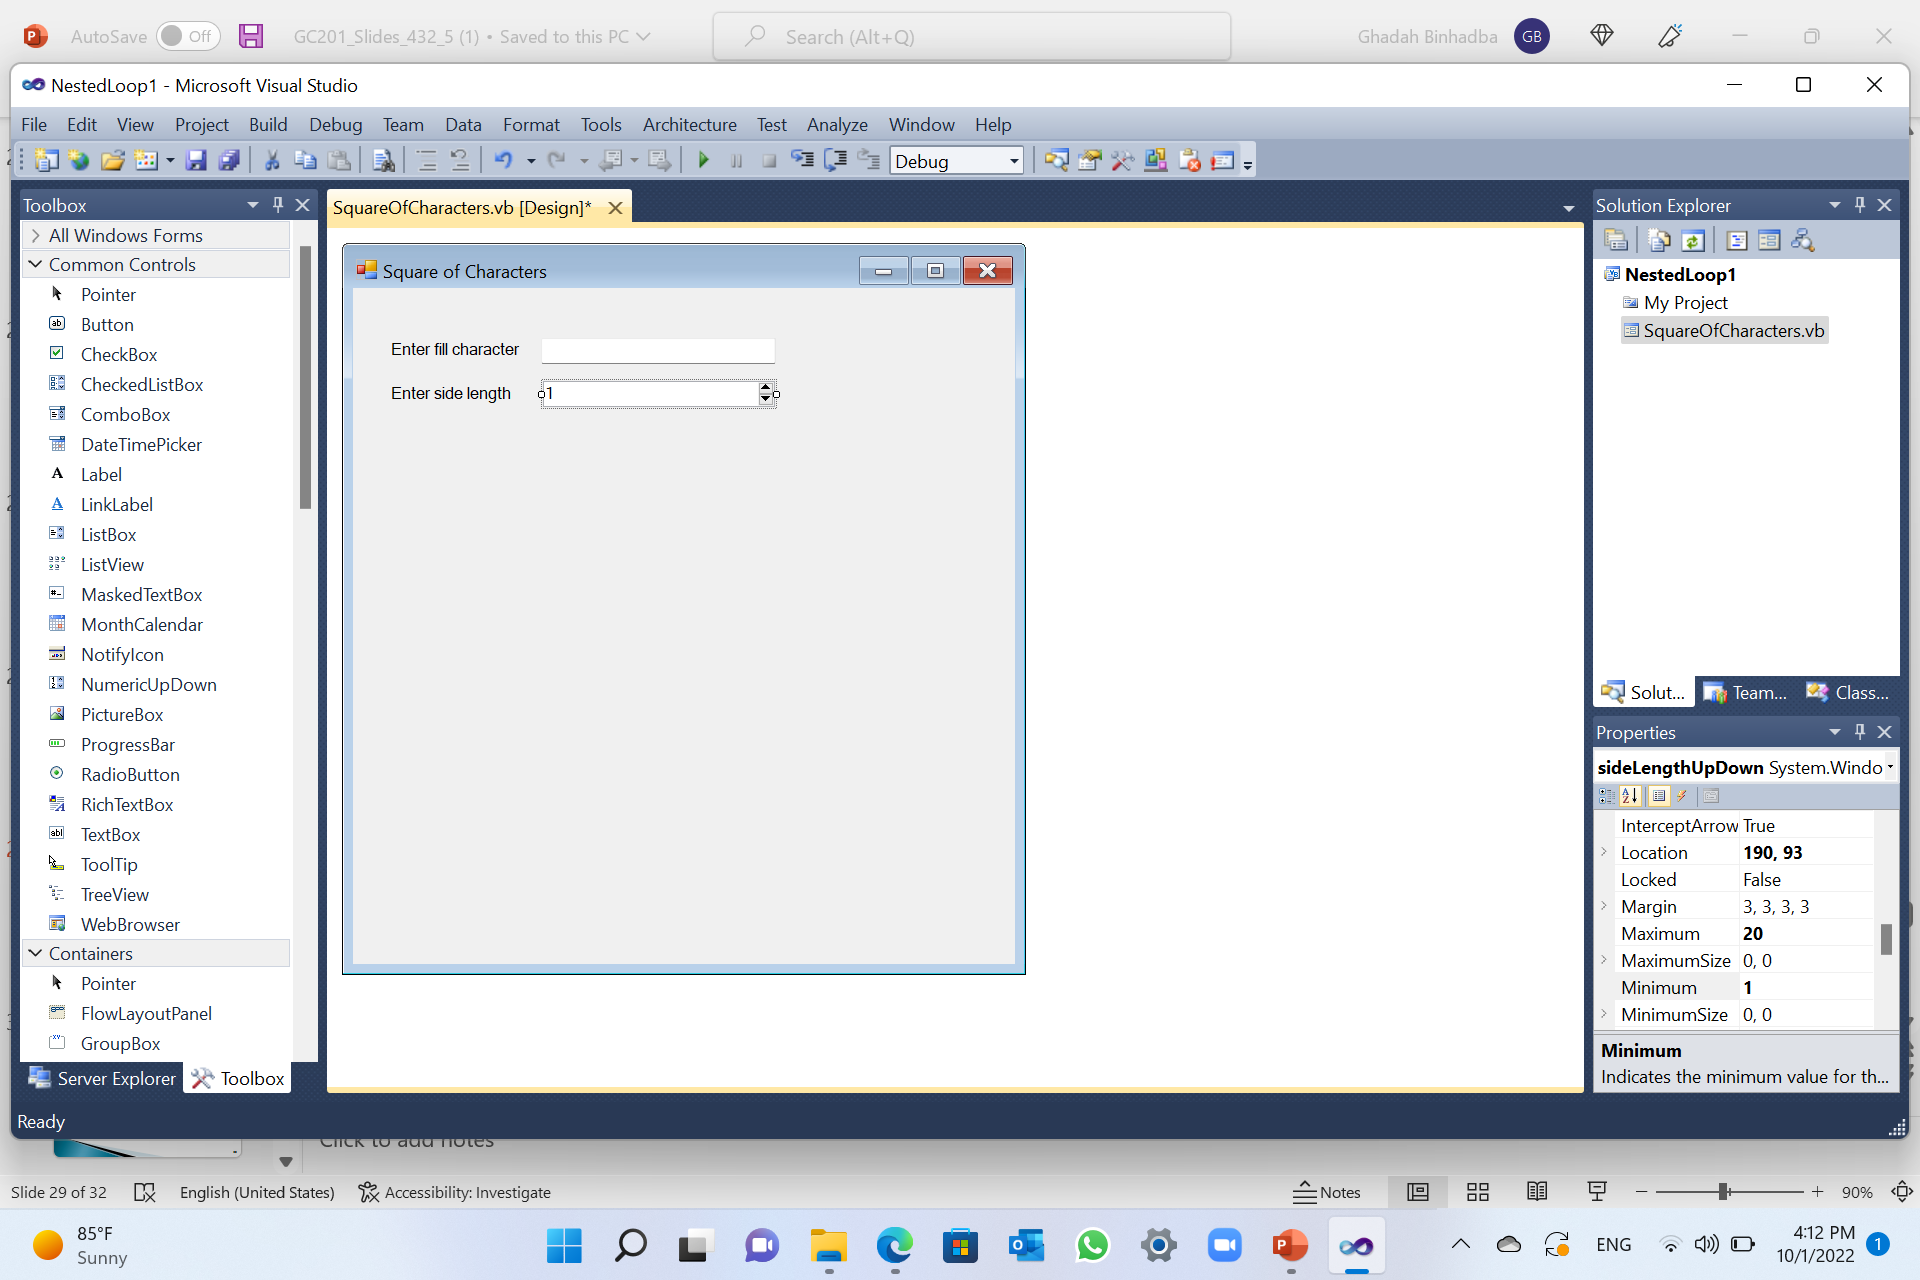 AutoSave Off GC201_Slides_432_5 (1) • Saved to this PC Search (Alt+Q) Ghadah Binhadba GB
NestedLoop1 - Microsoft Visual Studio
File Edit View Project Build Debug Team Data Format Tools Architecture Test Analyze Window Help
Debug
Toolbox
All Windows Forms
Common Controls
Pointer
Button
CheckBox
CheckedListBox
ComboBox
DateTimePicker
Label
LinkLabel
ListBox
ListView
MaskedTextBox
MonthCalendar
NotifyIcon
NumericUpDown
PictureBox
ProgressBar
RadioButton
RichTextBox
TextBox
ToolTip
TreeView
WebBrowser
Containers
Pointer
FlowLayoutPanel
GroupBox
Server Explorer Toolbox
SquareOfCharacters.vb [Design]*
Square of Characters
Enter fill character
Enter side length 1
Solution Explorer
NestedLoop1
My Project
SquareOfCharacters.vb
Solut... Team... Class...
Properties
sideLengthUpDown System.Windo
InterceptArrow True
Location 190, 93
Locked False
Margin 3, 3, 3, 3
Maximum 20
MaximumSize 0, 0
Minimum 1
MinimumSize 0, 0
Minimum
Indicates the minimum value for th...
Ready
Click to add notes
Slide 29 of 32 English (United States) Accessibility: Investigate Notes 90%
85°F
Sunny
ENG
4:12 PM
10/1/2022
1